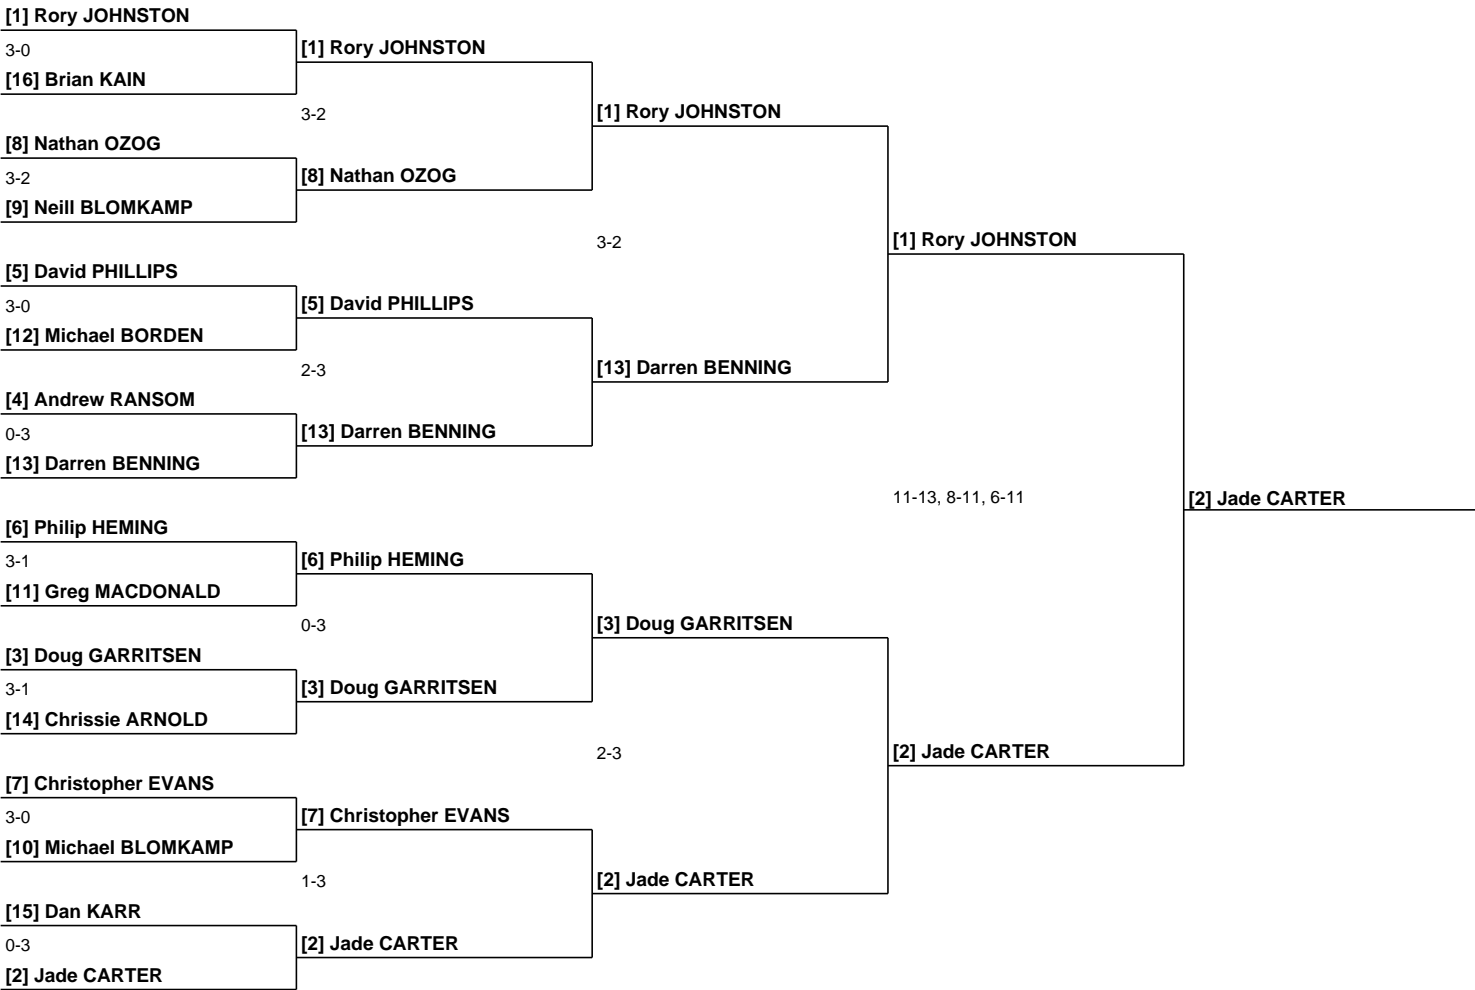 [1] Rory JOHNSTON
3-0
[16] Brian KAIN
[8] Nathan OZOG
3-2
[9] Neill BLOMKAMP
[5] David PHILLIPS
3-0
[12] Michael BORDEN
[4] Andrew RANSOM
0-3
[13] Darren BENNING
[6] Philip HEMING
3-1
[11] Greg MACDONALD
[3] Doug GARRITSEN
3-1
[14] Chrissie ARNOLD
[7] Christopher EVANS
3-0
[10] Michael BLOMKAMP
[15] Dan KARR
0-3
[2] Jade CARTER
[1] Rory JOHNSTON
3-2
[8] Nathan OZOG
[5] David PHILLIPS
2-3
[13] Darren BENNING
[6] Philip HEMING
0-3
[3] Doug GARRITSEN
[7] Christopher EVANS
1-3
[2] Jade CARTER
[1] Rory JOHNSTON
3-2
[13] Darren BENNING
[3] Doug GARRITSEN
2-3
[2] Jade CARTER
[1] Rory JOHNSTON
11-13, 8-11, 6-11
[2] Jade CARTER
[2] Jade CARTER